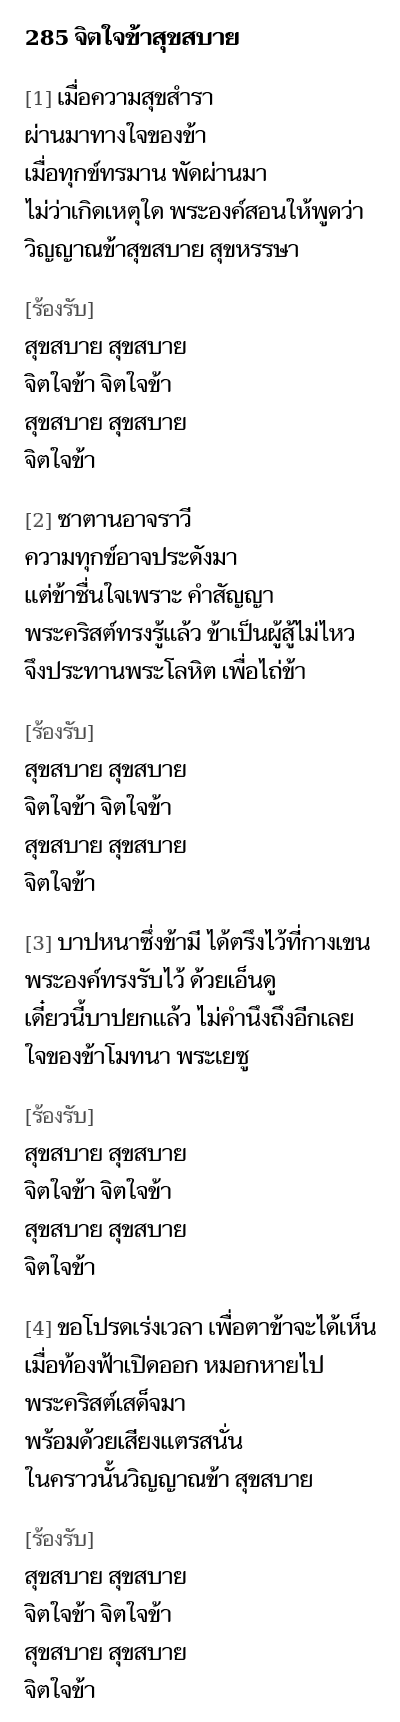 285 จิตใจข้าสุขสบาย
[1] เมื่อความสุขสำรา
ผ่านมาทางใจของข้า
เมื่อทุกข์ทรมาน พัดผ่านมา
ไม่ว่าเกิดเหตุใด พระองค์สอนให้พูดว่า
วิญญาณข้าสุขสบาย สุขหรรษา
[ร้องรับ]
สุขสบาย สุขสบาย
จิตใจข้า จิตใจข้า
สุขสบาย สุขสบาย
จิตใจข้า
[2] ซาตานอาจราวี
ความทุกข์อาจประดังมา
แต่ข้าชื่นใจเพราะ คำสัญญา
พระคริสต์ทรงรู้แล้ว ข้าเป็นผู้สู้ไม่ไหว
จึงประทานพระโลหิต เพื่อไถ่ข้า
[ร้องรับ]
สุขสบาย สุขสบาย
จิตใจข้า จิตใจข้า
สุขสบาย สุขสบาย
จิตใจข้า
[3] บาปหนาซึ่งข้ามี ได้ตรึงไว้ที่กางเขน
พระองค์ทรงรับไว้ ด้วยเอ็นดู
เดี๋ยวนี้บาปยกแล้ว ไม่คำนึงถึงอีกเลย
ใจของข้าโมทนา พระเยซู
[ร้องรับ]
สุขสบาย สุขสบาย
จิตใจข้า จิตใจข้า
สุขสบาย สุขสบาย
จิตใจข้า
[4] ขอโปรดเร่งเวลา เพื่อตาข้าจะได้เห็น
เมื่อท้องฟ้าเปิดออก หมอกหายไป
พระคริสต์เสด็จมา
พร้อมด้วยเสียงแตรสนั่น
ในคราวนั้นวิญญาณข้า สุขสบาย
[ร้องรับ]
สุขสบาย สุขสบาย
จิตใจข้า จิตใจข้า
สุขสบาย สุขสบาย
จิตใจข้า